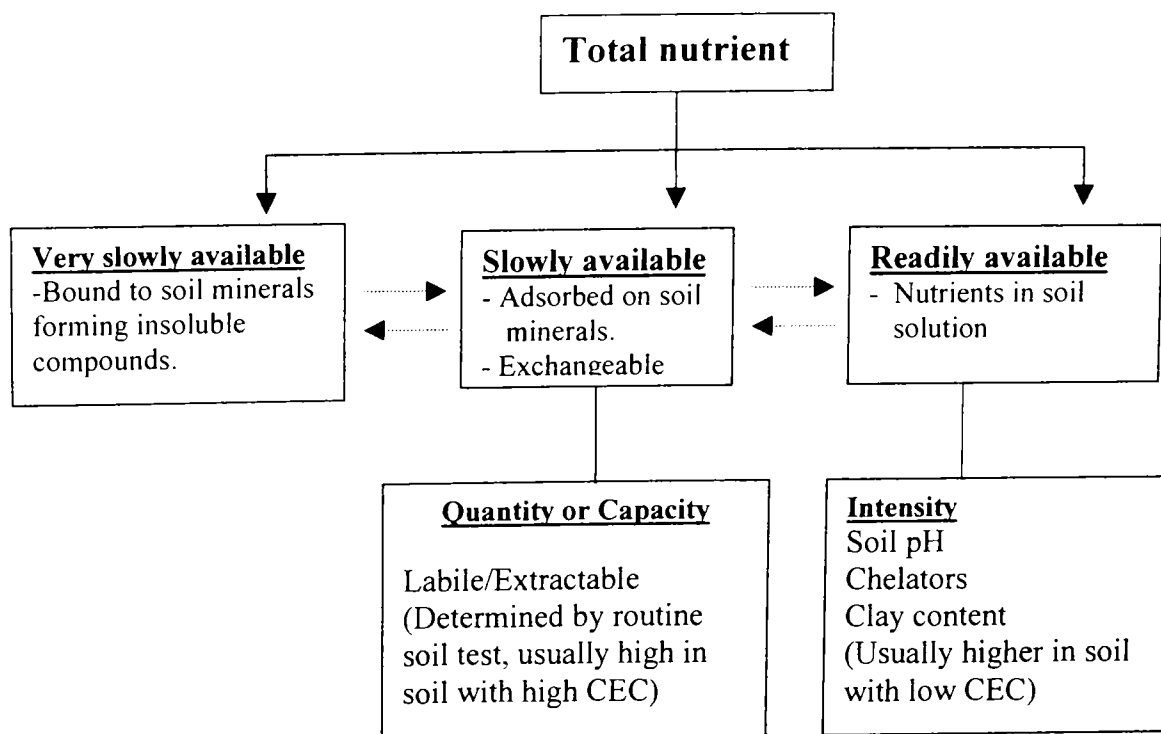 Total nutrient
Very slowly available
-Bound to soil minerals
forming insoluble
compounds.
Slowly available
- Adsorbed on soil
minerals.
- Exchangeable
Readily available
- Nutrients in soil
solution
Quantity or Capacity
Labile/Extractable
(Determined by routine
soil test, usually high in
soil with high CEC)
Intensity
Soil pH
Chelators
Clay content
(Usually higher in soil
with low CEC)